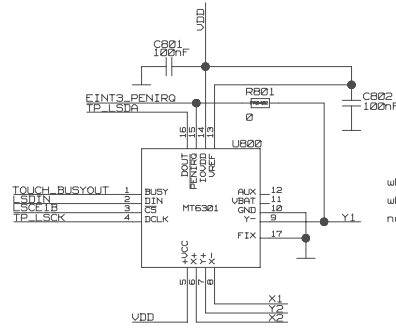 VDD
C801
100nF
EINT3_PENIRQ
TP_LSDA
R801
0
C802
100nF
16
15
14
13
U800
DOUT
PENIRQ
IOVDD
VREF
TOUCH_BUSYOUT 1 BUSY
LSDIN 2 DIN
LSCE1B 3 CS
TP_LSCK 4 DCLK
MT6301
AUX 12
VBAT 11
GND 10
Y- 9 Y1
FIX 17
+VCC
X+
Y+
X-
5
6
7
8
X1
Y2
X2
VDD
wh
wh